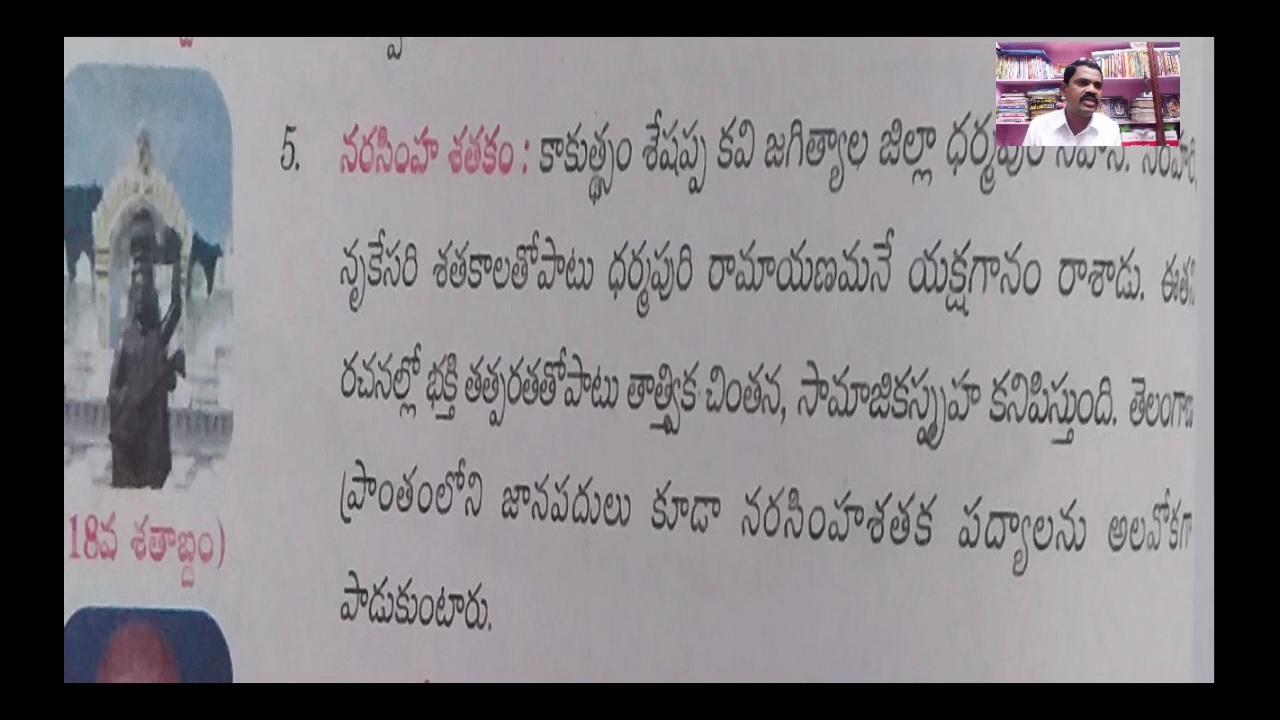 5. నరసింహ శతకం : కాకుత్థ్సం శేషప్ప కవి జగిత్యాల జిల్లా ధర్మపురి
నృకేసరి శతకాలతోపాటు ధర్మపురి రామాయణమనే యక్షగానం రాశాడు.
రచనల్లో భక్తి తత్పరతతోపాటు తాత్త్విక చింతన, సామాజికస్పృహ కనిపిస్తుంది. తెలంగాణ
ప్రాంతంలోని జానపదులు కూడా నరసింహశతక పద్యాలను అలవోకగా
పాడుకుంటారు.
18వ శతాబ్దం)